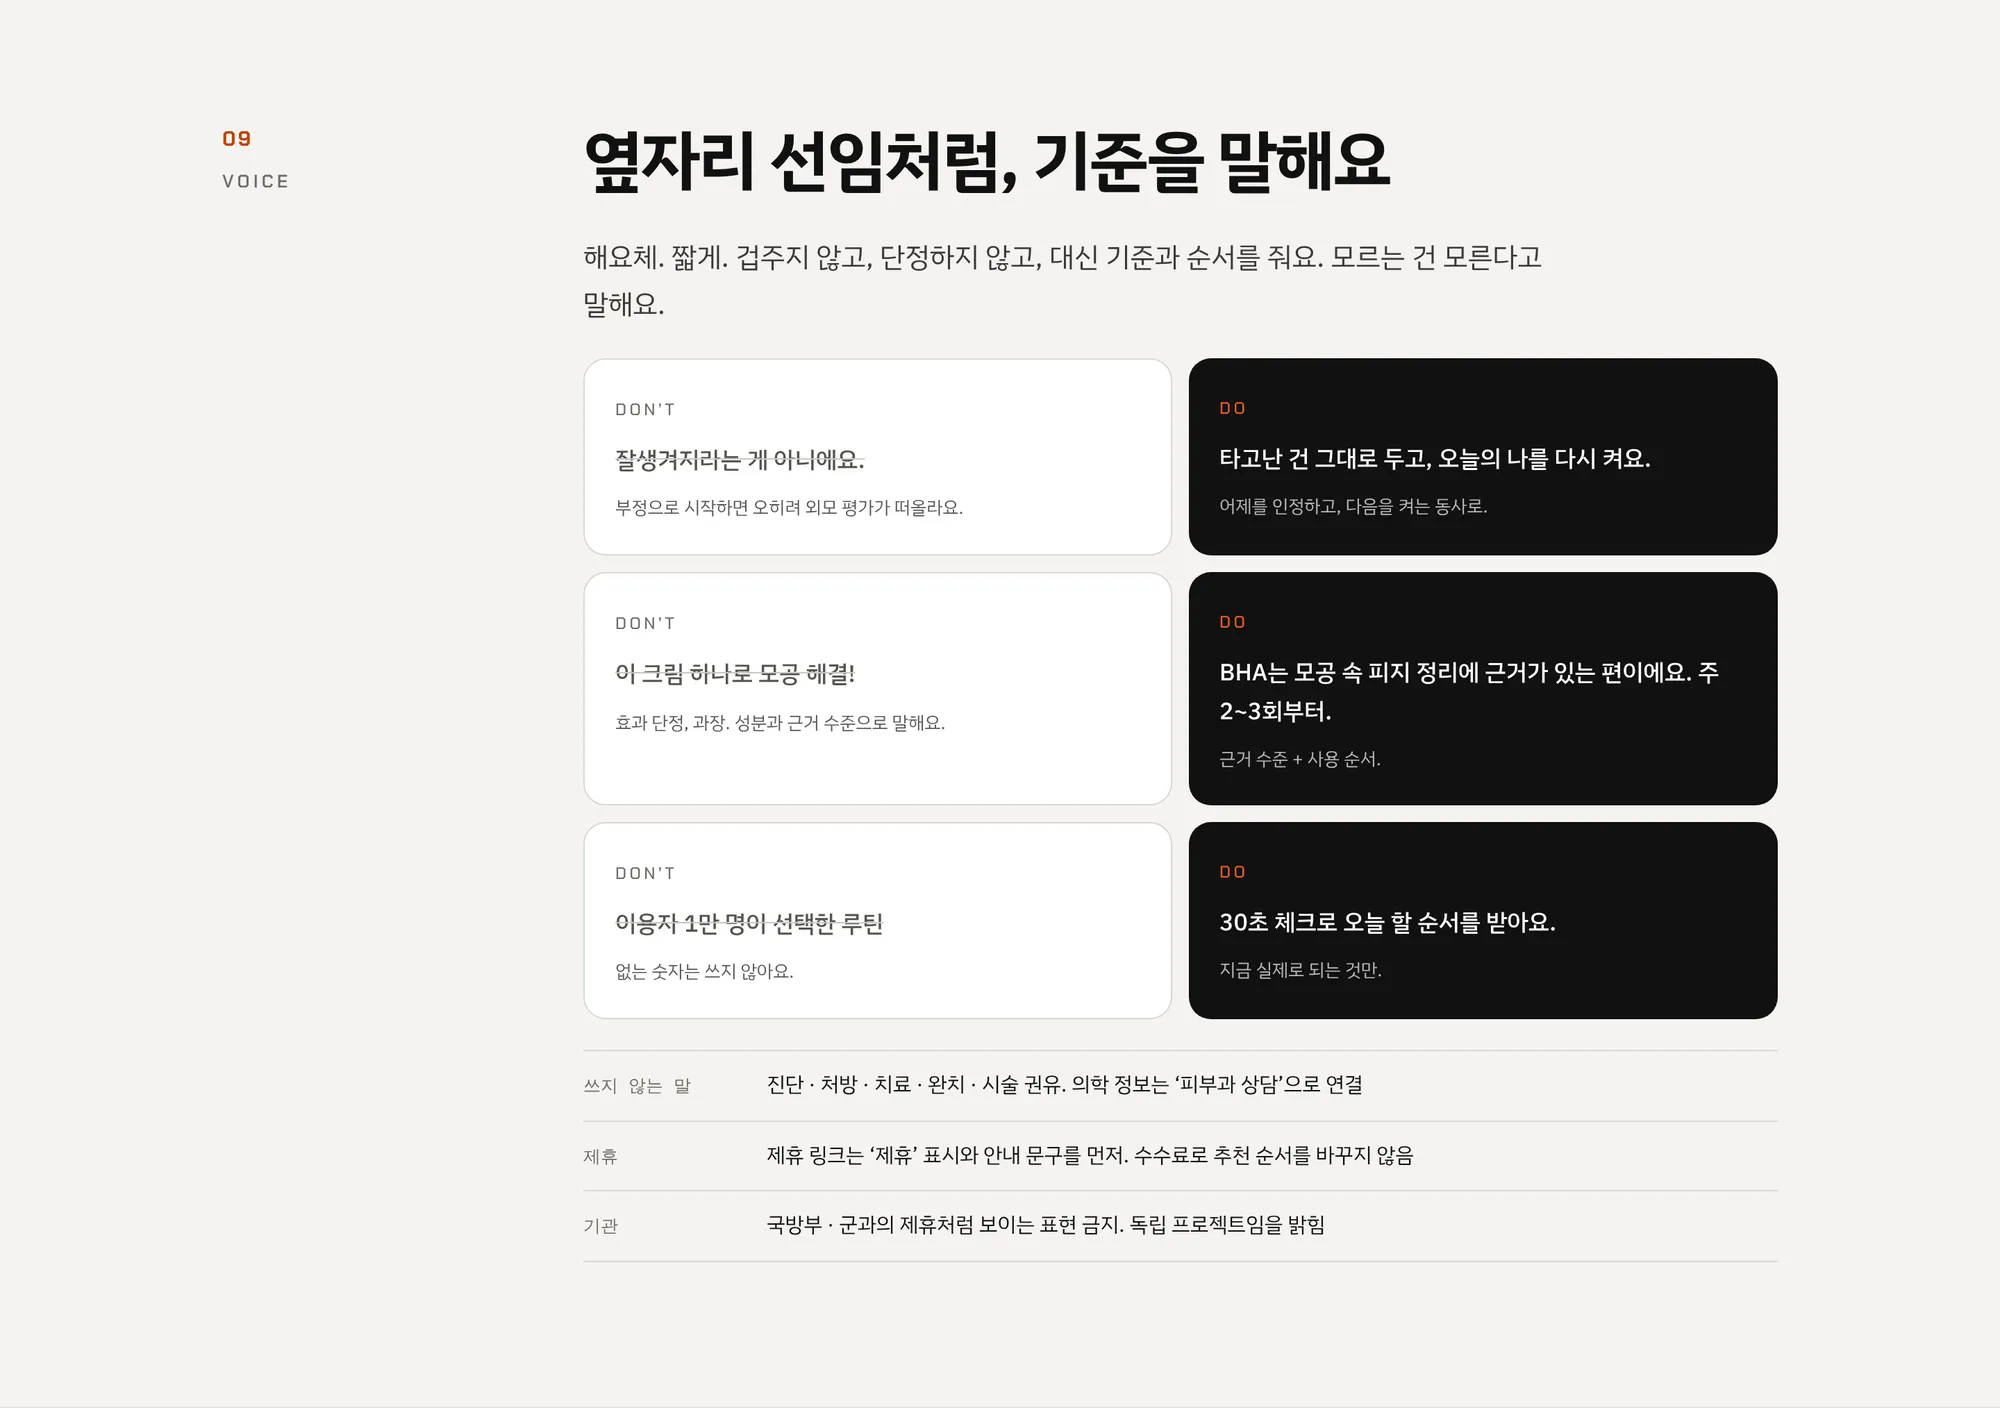 09
VOICE
옆자리 선임처럼, 기준을 말해요
해요체. 짧게. 겁주지 않고, 단정하지 않고, 대신 기준과 순서를 줘요. 모르는 건 모른다고
말해요.
DON'T
잘생겨지라는 게 아니에요.
부정으로 시작하면 오히려 외모 평가가 떠올라요.
DO
타고난 건 그대로 두고, 오늘의 나를 다시 켜요.
어제를 인정하고, 다음을 켜는 동사로.
DON'T
이 크림 하나로 모공 해결!
효과 단정, 과장. 성분과 근거 수준으로 말해요.
DO
BHA는 모공 속 피지 정리에 근거가 있는 편이에요. 주
2~3회부터.
근거 수준 + 사용 순서.
DON'T
이용자 1만 명이 선택한 루틴
없는 숫자는 쓰지 않아요.
DO
30초 체크로 오늘 할 순서를 받아요.
지금 실제로 되는 것만.
쓰지 않는 말 진단 · 처방 · 치료 · 완치 · 시술 권유. 의학 정보는 ‘피부과 상담’으로 연결
제휴 제휴 링크는 ‘제휴’ 표시와 안내 문구를 먼저. 수수료로 추천 순서를 바꾸지 않음
기관 국방부 · 군과의 제휴처럼 보이는 표현 금지. 독립 프로젝트임을 밝힘